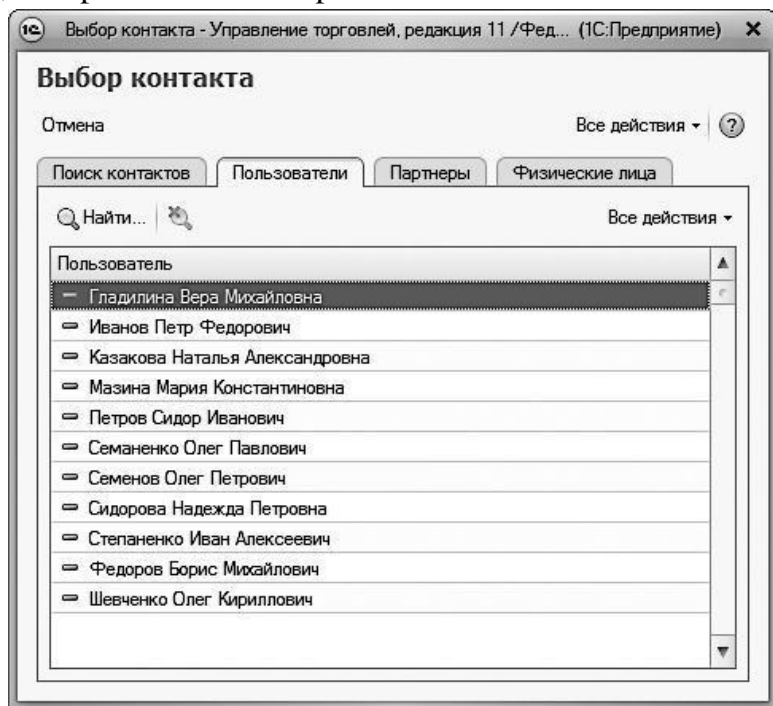 Выбор контакта - Управление торговлей, редакция 11 /Фед... (1С:Предприятие)
Выбор контакта
Отмена Все действия
Поиск контактов Пользователи Партнеры Физические лица
Найти... Все действия
Пользователь
Гладилина Вера Михайловна
Иванов Петр Федорович
Казакова Наталья Александровна
Мазина Мария Константиновна
Петров Сидор Иванович
Семаненко Олег Павлович
Семенов Олег Петрович
Сидорова Надежда Петровна
Степаненко Иван Алексеевич
Федоров Борис Михайлович
Шевченко Олег Кириллович